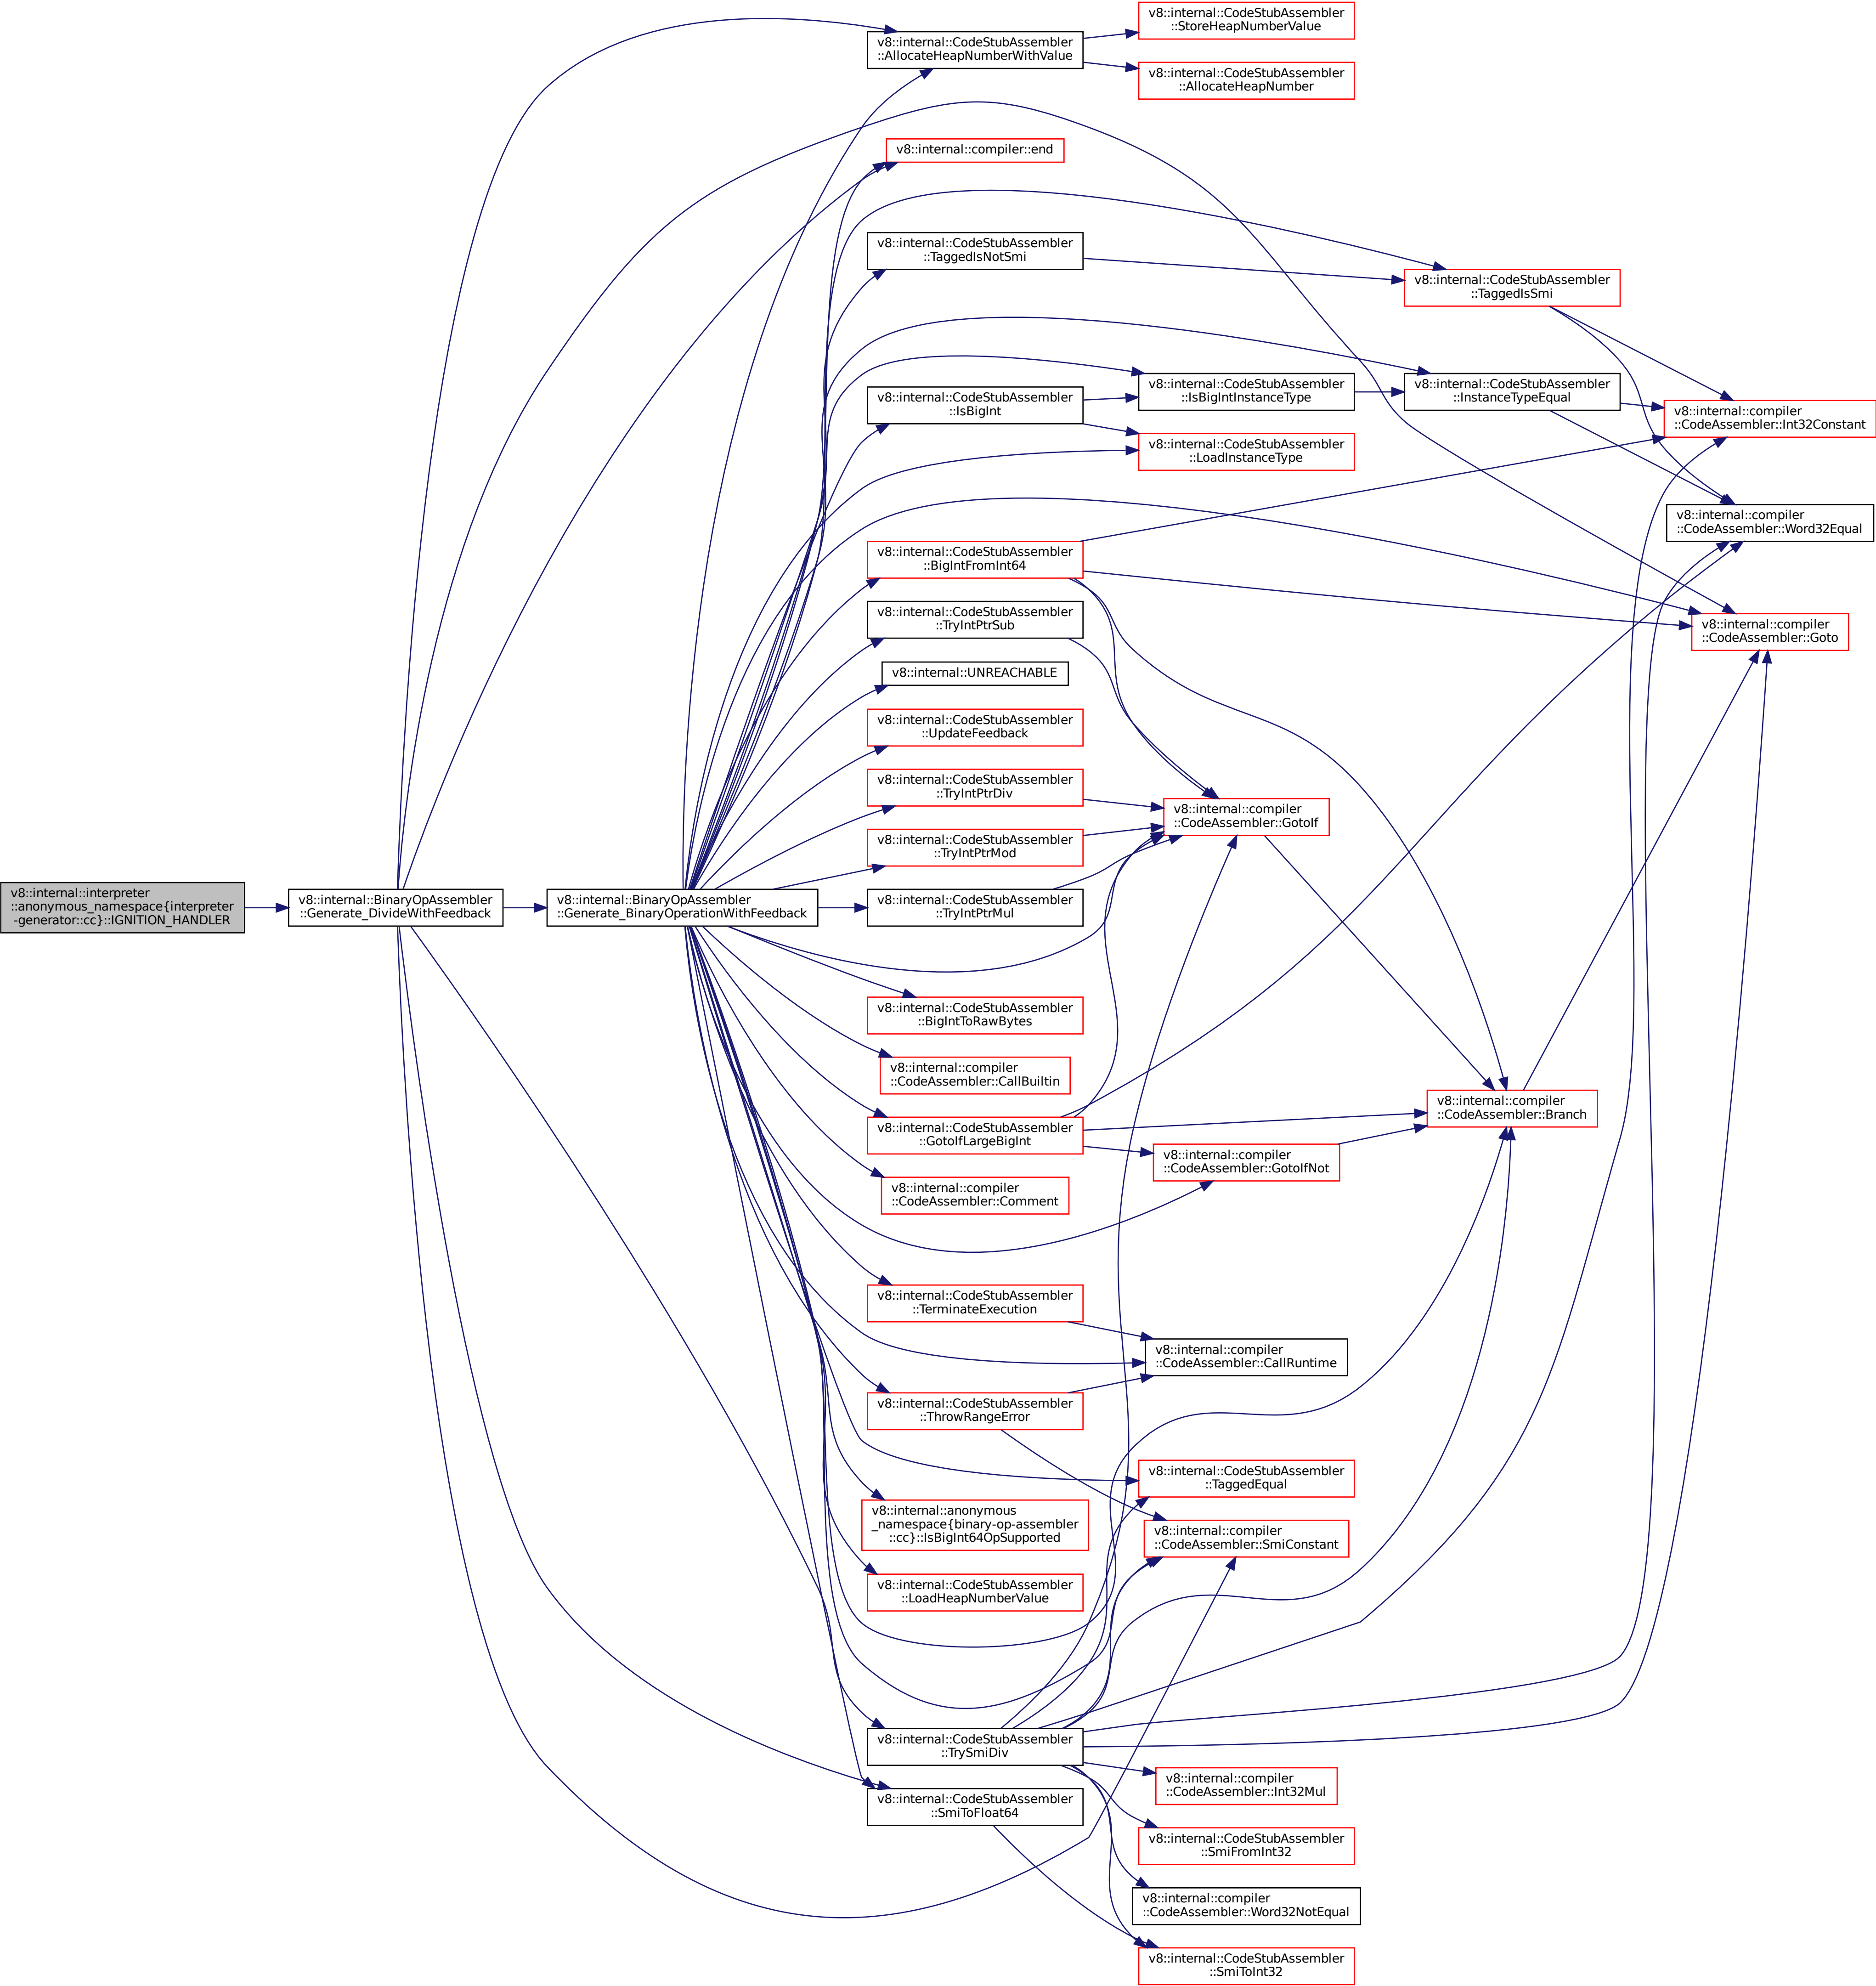 v8::internal::CodeStubAssembler
::StoreHeapNumberValue
v8::internal::CodeStubAssembler
::AllocateHeapNumberWithValue
v8::internal::CodeStubAssembler
::AllocateHeapNumber
v8::internal::compiler::end
v8::internal::CodeStubAssembler
::TaggedIsNotSmi
v8::internal::CodeStubAssembler
::TaggedIsSmi
v8::internal::CodeStubAssembler
::IsBigInt
v8::internal::CodeStubAssembler
::IsBigIntInstanceType
v8::internal::CodeStubAssembler
::InstanceTypeEqual
v8::internal::compiler
::CodeAssembler::Int32Constant
v8::internal::CodeStubAssembler
::LoadInstanceType
v8::internal::compiler
::CodeAssembler::Word32Equal
v8::internal::CodeStubAssembler
::BigIntFromInt64
v8::internal::CodeStubAssembler
::TryIntPtrSub
v8::internal::compiler
::CodeAssembler::Goto
v8::internal::UNREACHABLE
v8::internal::CodeStubAssembler
::UpdateFeedback
v8::internal::CodeStubAssembler
::TryIntPtrDiv
v8::internal::compiler
::CodeAssembler::GotoIf
v8::internal::CodeStubAssembler
::TryIntPtrMod
v8::internal::interpreter
::anonymous_namespace{interpreter
-generator::cc}::IGNITION_HANDLER
v8::internal::BinaryOpAssembler
::Generate_DivideWithFeedback
v8::internal::BinaryOpAssembler
::Generate_BinaryOperationWithFeedback
v8::internal::CodeStubAssembler
::TryIntPtrMul
v8::internal::CodeStubAssembler
::BigIntToRawBytes
v8::internal::compiler
::CodeAssembler::CallBuiltin
v8::internal::compiler
::CodeAssembler::Branch
v8::internal::CodeStubAssembler
::GotoIfLargeBigInt
v8::internal::compiler
::CodeAssembler::GotoIfNot
v8::internal::compiler
::CodeAssembler::Comment
v8::internal::CodeStubAssembler
::TerminateExecution
v8::internal::compiler
::CodeAssembler::CallRuntime
v8::internal::CodeStubAssembler
::ThrowRangeError
v8::internal::CodeStubAssembler
::TaggedEqual
v8::internal::anonymous
_namespace{binary-op-assembler
::cc}::IsBigInt64OpSupported
v8::internal::compiler
::CodeAssembler::SmiConstant
v8::internal::CodeStubAssembler
::LoadHeapNumberValue
v8::internal::CodeStubAssembler
::TrySmiDiv
v8::internal::compiler
::CodeAssembler::Int32Mul
v8::internal::CodeStubAssembler
::SmiToFloat64
v8::internal::CodeStubAssembler
::SmiFromInt32
v8::internal::compiler
::CodeAssembler::Word32NotEqual
v8::internal::CodeStubAssembler
::SmiToInt32